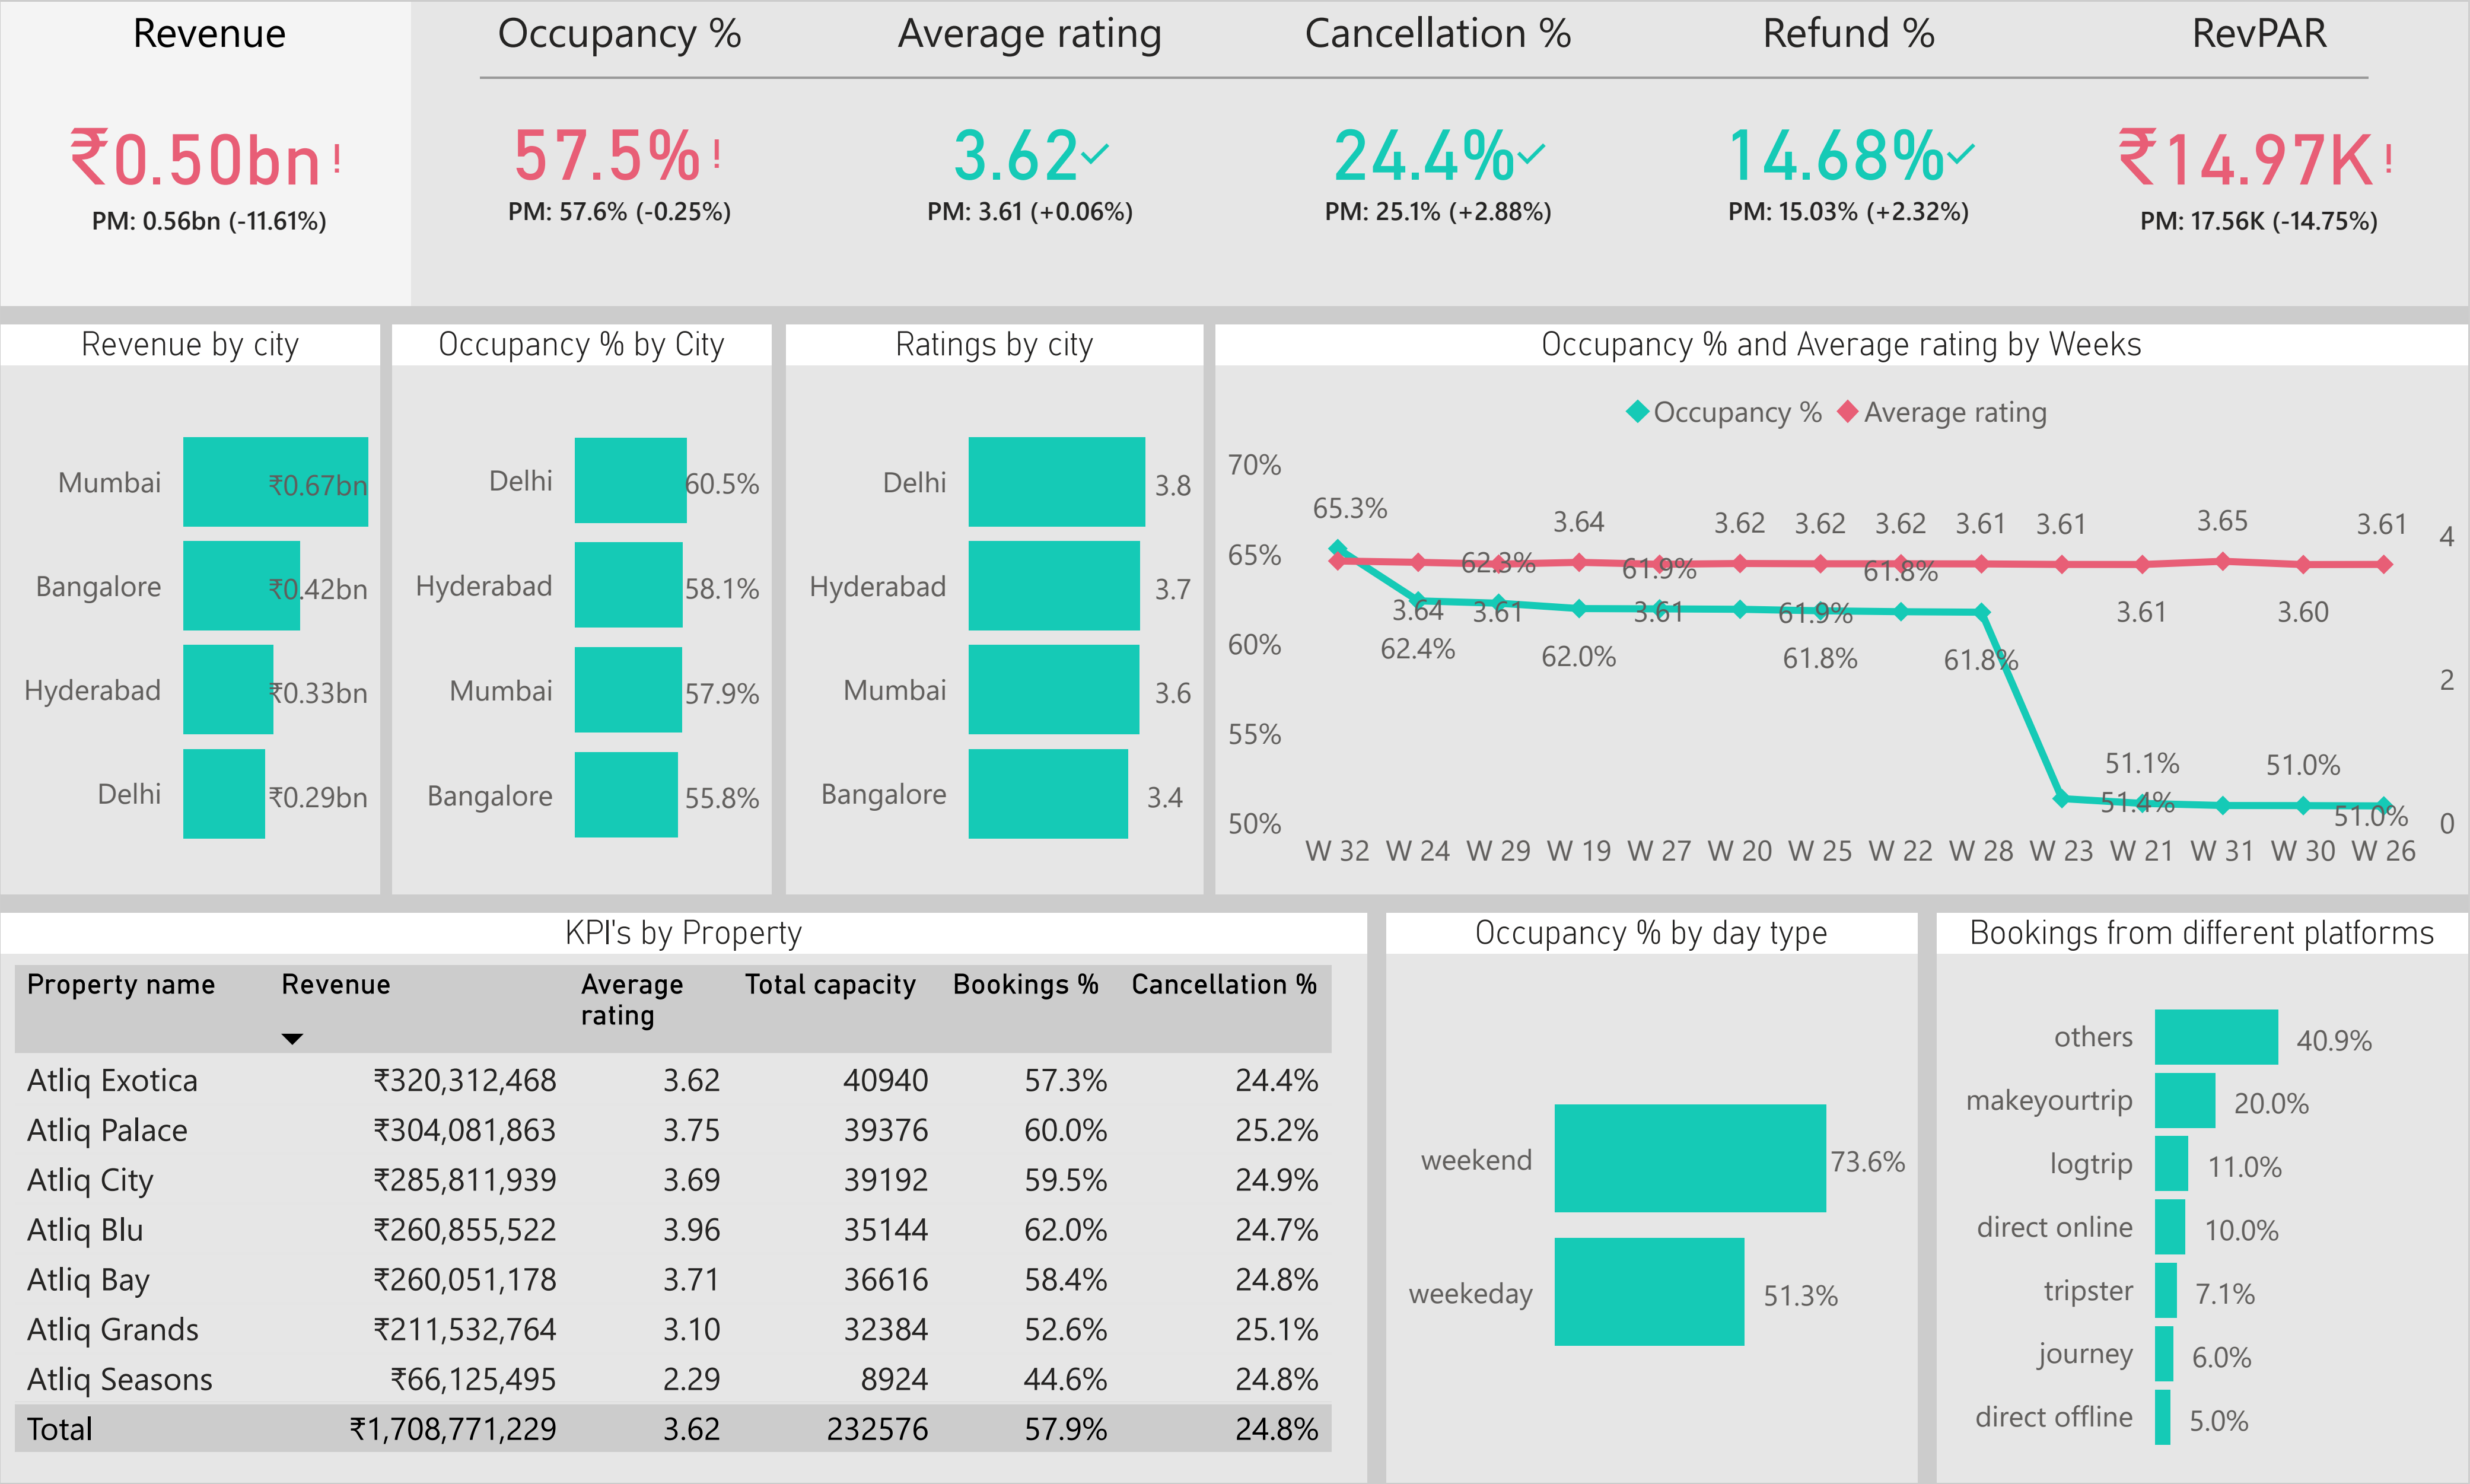 Revenue
Occupancy %
Average rating
Cancellation %
Refund %
RevPAR
₹0.50bn!
57.5%!
3.62✓
24.4%✓
14.68%✓
₹14.97K!
PM: 0.56bn (-11.61%)
PM: 57.6% (-0.25%)
PM: 3.61 (+0.06%)
PM: 25.1% (+2.88%)
PM: 15.03% (+2.32%)
PM: 17.56K (-14.75%)
Revenue by city
Mumbai ₹0.67bn
Bangalore ₹0.42bn
Hyderabad ₹0.33bn
Delhi ₹0.29bn
Occupancy % by City
Delhi 60.5%
Hyderabad 58.1%
Mumbai 57.9%
Bangalore 55.8%
Ratings by city
Delhi 3.8
Hyderabad 3.7
Mumbai 3.6
Bangalore 3.4
Occupancy % and Average rating by Weeks
Occupancy % Average rating
70%
65.3% 3.64 3.62 3.62 3.62 3.61 3.61 3.65 3.61
4
65% 62.3% 61.9% 61.8%
3.64 3.61 3.61 61.9% 3.61 3.60
60% 62.4% 62.0% 61.8% 61.8%
2
55%
51.1% 51.0%
51.4% 51.0%
50% 0
W 32 W 24 W 29 W 19 W 27 W 20 W 25 W 22 W 28 W 23 W 21 W 31 W 30 W 26
KPI's by Property
Property name Revenue Average rating Total capacity Bookings % Cancellation %
Atliq Exotica ₹320,312,468 3.62 40940 57.3% 24.4%
Atliq Palace ₹304,081,863 3.75 39376 60.0% 25.2%
Atliq City ₹285,811,939 3.69 39192 59.5% 24.9%
Atliq Blu ₹260,855,522 3.96 35144 62.0% 24.7%
Atliq Bay ₹260,051,178 3.71 36616 58.4% 24.8%
Atliq Grands ₹211,532,764 3.10 32384 52.6% 25.1%
Atliq Seasons ₹66,125,495 2.29 8924 44.6% 24.8%
Total ₹1,708,771,229 3.62 232576 57.9% 24.8%
Occupancy % by day type
weekend 73.6%
weekeday 51.3%
Bookings from different platforms
others 40.9%
makeyourtrip 20.0%
logtrip 11.0%
direct online 10.0%
tripster 7.1%
journey 6.0%
direct offline 5.0%